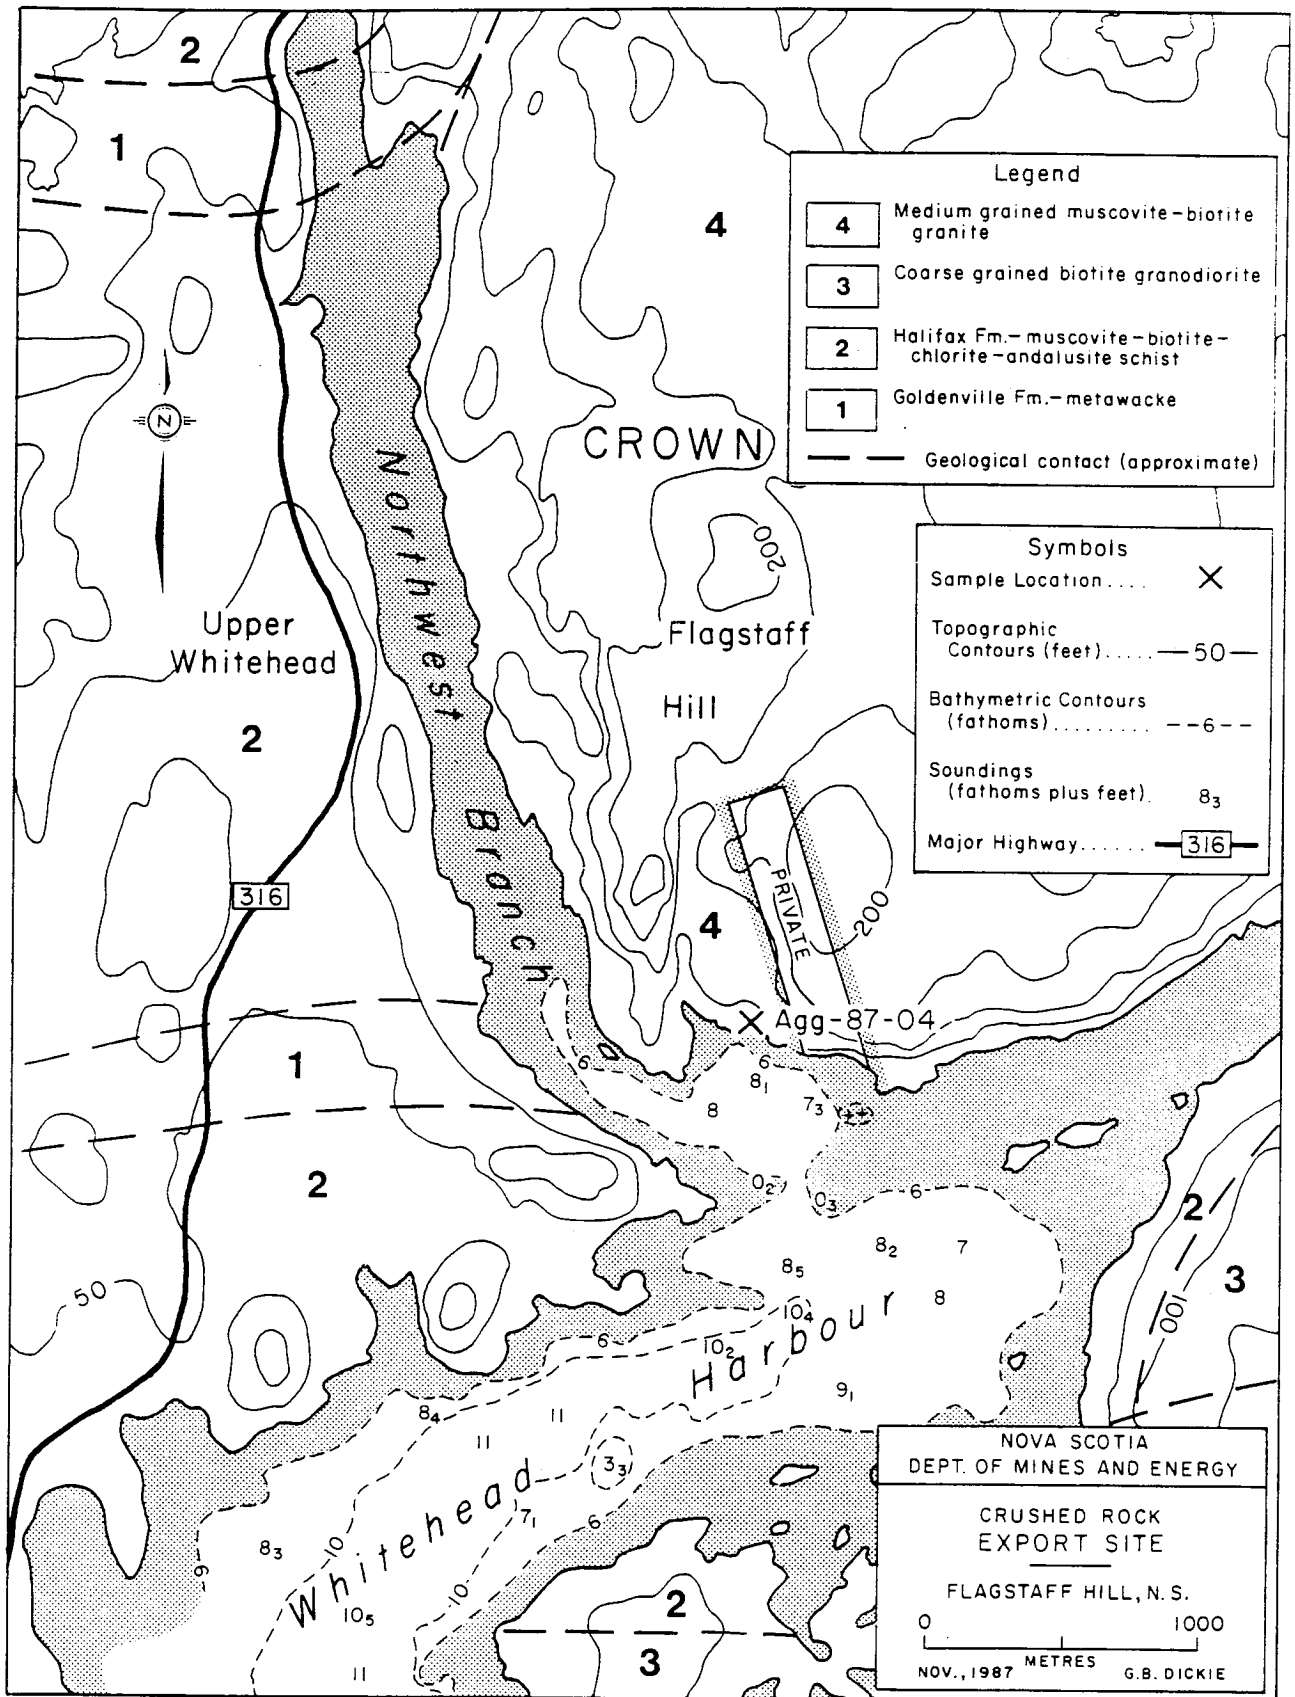 2
1
4
Legend
4 Medium grained muscovite-biotite
granite
3 Coarse grained biotite granodiorite
2 Halifax Fm.-muscovite-biotite-
chlorite-andalusite schist
1 Goldenville Fm.-metawacke
Geological contact (approximate)
N
CROWN
Northwest Branch
200
Symbols
Sample Location.... X
Topographic
Contours (feet)..... -50-
Bathymetric Contours
(fathoms)......... --6--
Soundings
(fathoms plus feet). 8₃
Major Highway...... 316
Upper
Whitehead
Flagstaff
Hill
2
316
4
PRIVATE
200
X Agg-87-04
6
6
8₁
8
7₃
1
2
0₂
0₃
6
2
3
100
8₂
7
8₅
8
50
10₄
6
10₂
Whitehead Harbour
9₁
8₄
11
11
3₃
7₁
6
8₃
10
6
10
10₅
11
2
3
NOVA SCOTIA
DEPT. OF MINES AND ENERGY
CRUSHED ROCK
EXPORT SITE
FLAGSTAFF HILL, N.S.
0 1000
METRES
NOV., 1987 G.B. DICKIE